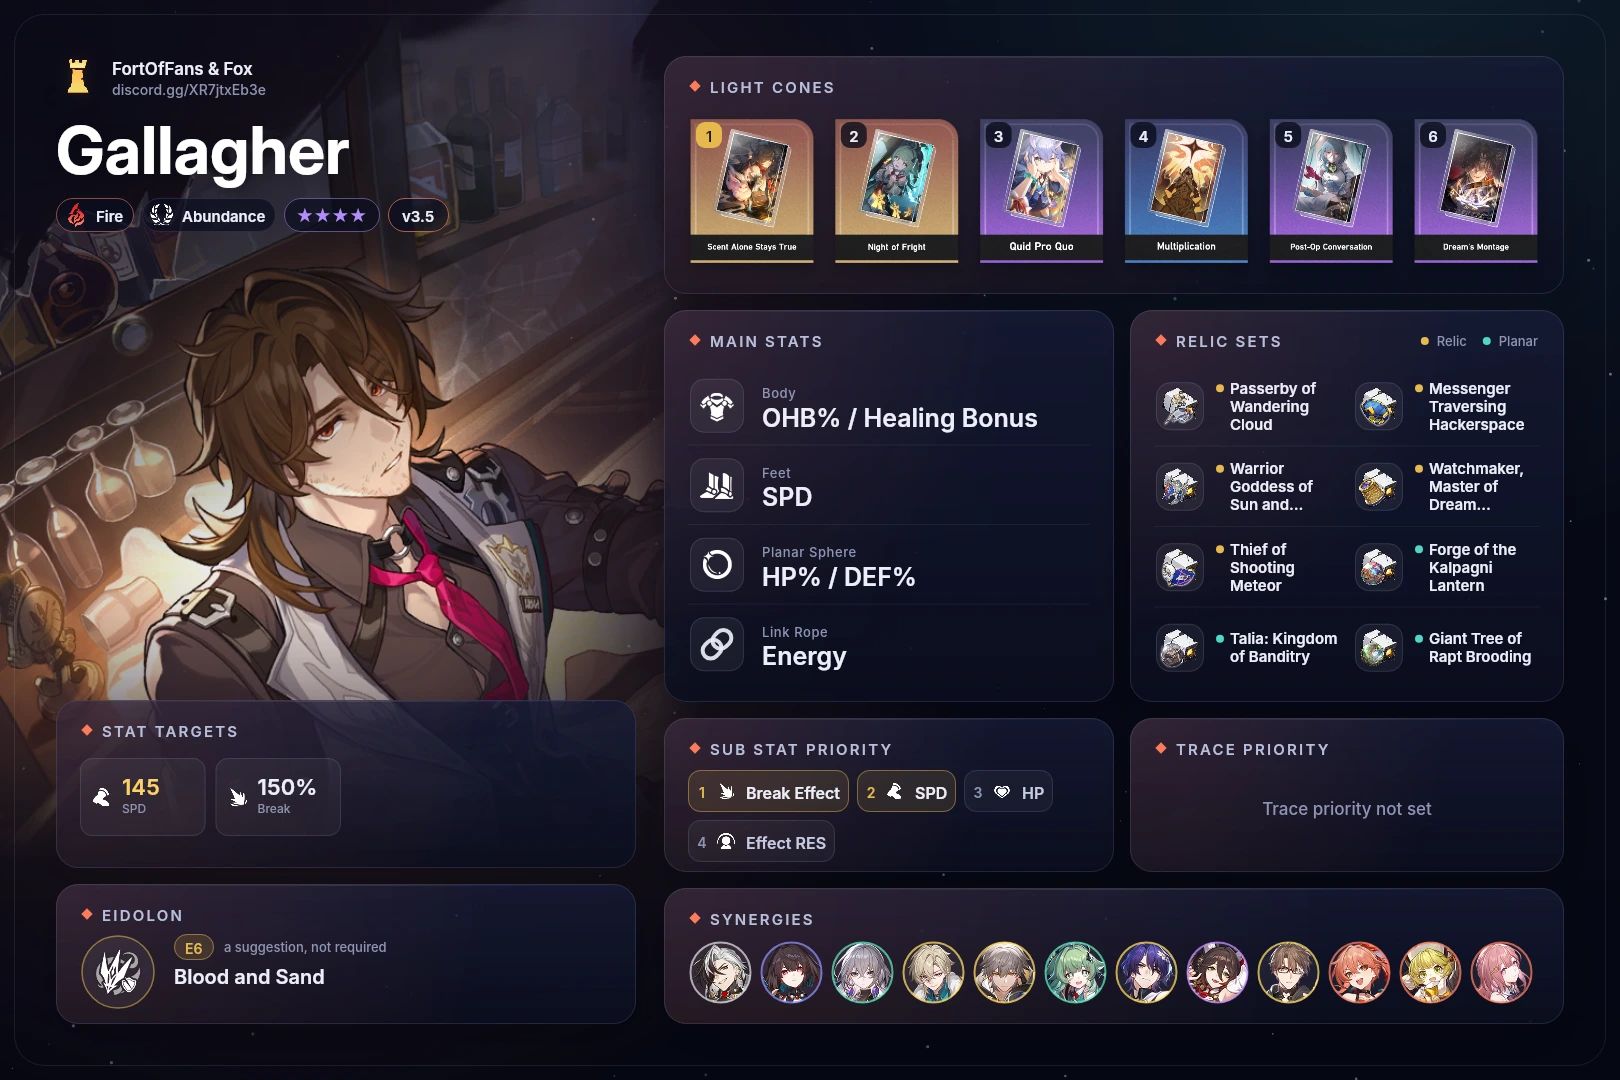 FortOfFans & Fox
discord.gg/XR7jtxEb3e
Gallagher
Fire
Abundance
★★★★
v3.5
LIGHT CONES
1
2
3
4
5
6
Scent Alone Stays True
Night of Fright
Quid Pro Quo
Multiplication
Post-Op Conversation
Dream's Montage
MAIN STATS
Body
OHB% / Healing Bonus
Feet
SPD
Planar Sphere
HP% / DEF%
Link Rope
Energy
RELIC SETS
Relic
Planar
Passerby of
Wandering
Cloud
Messenger
Traversing
Hackerspace
Warrior
Goddess of
Sun and...
Watchmaker,
Master of
Dream...
Thief of
Shooting
Meteor
Forge of the
Kalpagni
Lantern
Talia: Kingdom
of Banditry
Giant Tree of
Rapt Brooding
STAT TARGETS
145
SPD
150%
Break
SUB STAT PRIORITY
1 Break Effect
2 SPD
3 HP
4 Effect RES
TRACE PRIORITY
Trace priority not set
EIDOLON
E6 a suggestion, not required
Blood and Sand
SYNERGIES